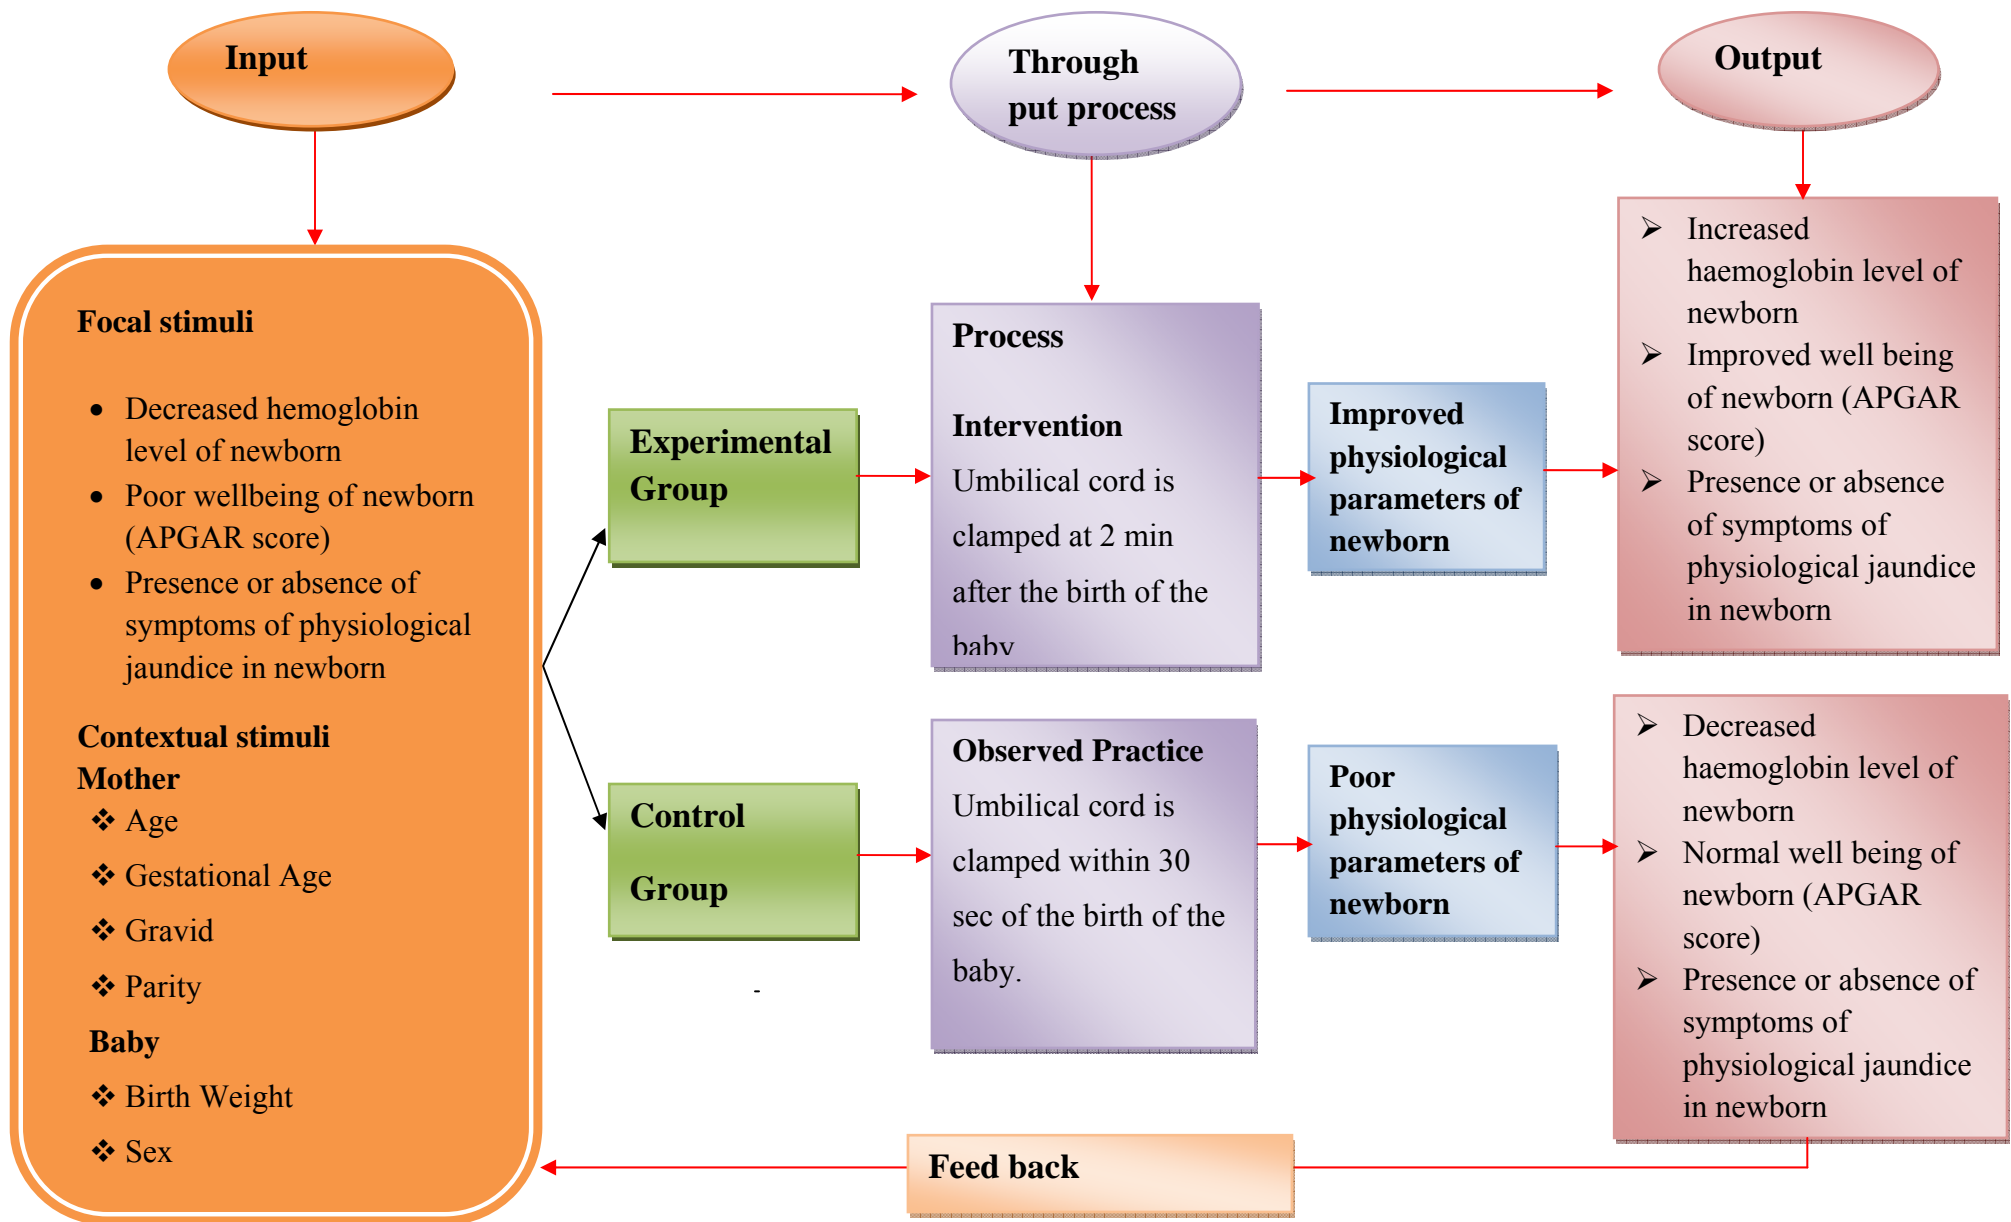 Input
Through
put process
Output
Focal stimuli
• Decreased hemoglobin
level of newborn
• Poor wellbeing of newborn
(APGAR score)
• Presence or absence of
symptoms of physiological
jaundice in newborn
Contextual stimuli
Mother
❖ Age
❖ Gestational Age
❖ Gravid
❖ Parity
Baby
❖ Birth Weight
❖ Sex
Experimental
Group
Process
Intervention
Umbilical cord is
clamped at 2 min
after the birth of the
baby
Improved
physiological
parameters of
newborn
➢ Increased
haemoglobin level of
newborn
➢ Improved well being
of newborn (APGAR
score)
➢ Presence or absence
of symptoms of
physiological jaundice
in newborn
Control
Group
-
Observed Practice
Umbilical cord is
clamped within 30
sec of the birth of the
baby.
Poor
physiological
parameters of
newborn
➢ Decreased
haemoglobin level of
newborn
➢ Normal well being of
newborn (APGAR
score)
➢ Presence or absence of
symptoms of
physiological jaundice
in newborn
Feed back